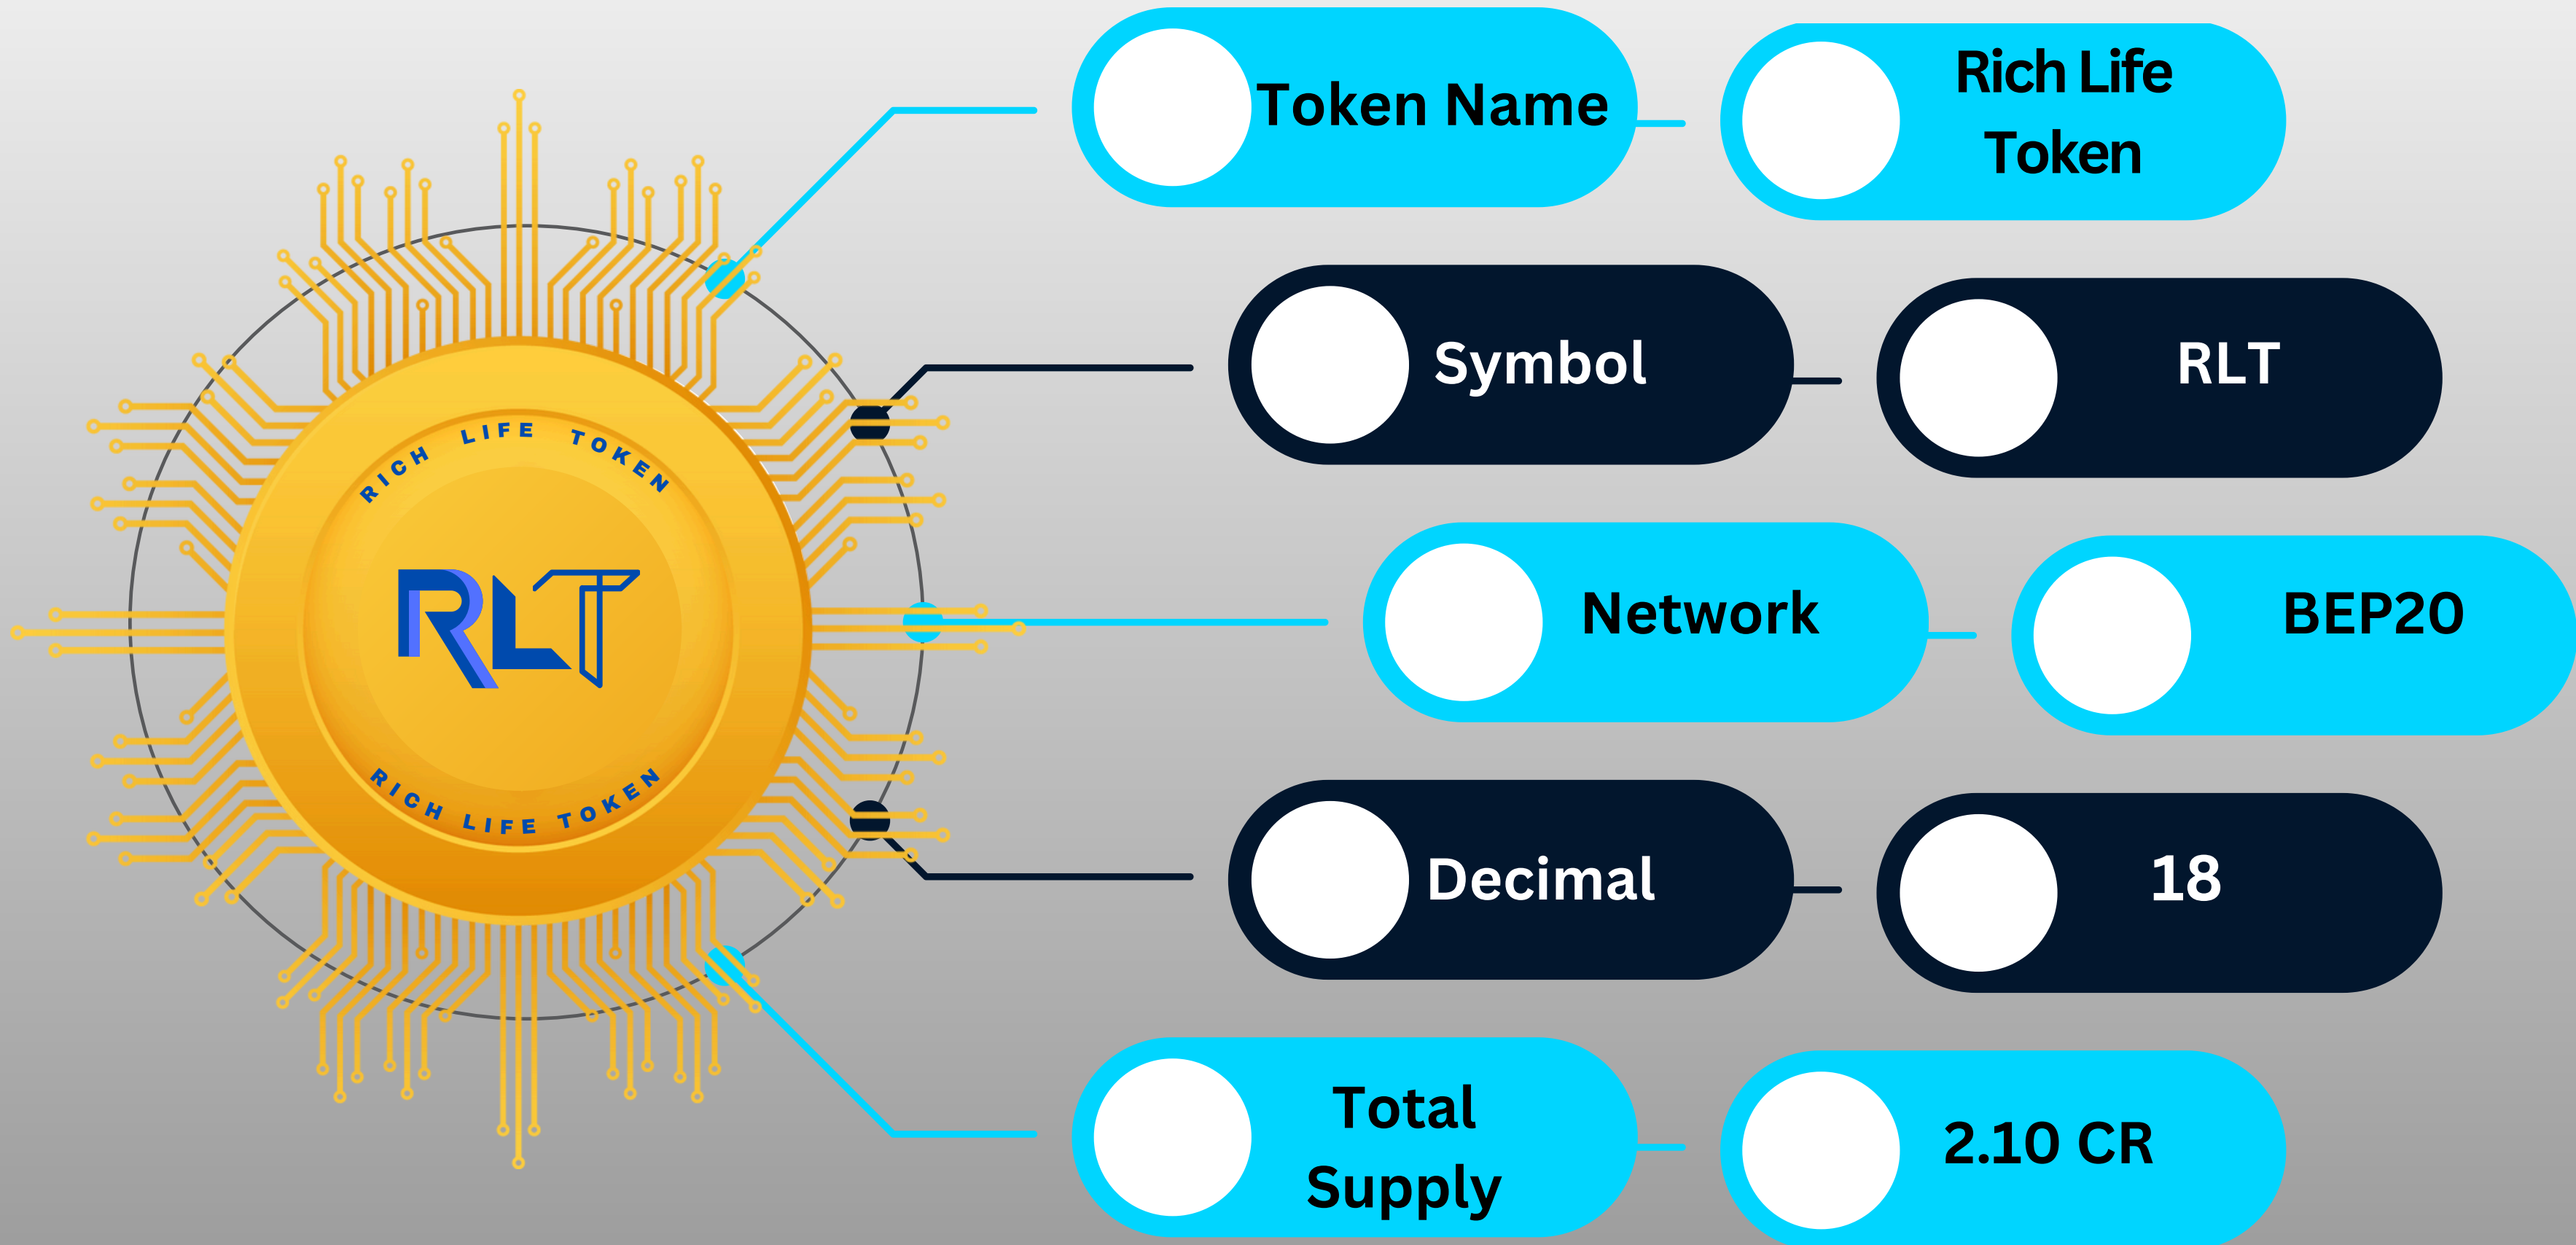 RICH LIFE TOKEN
RLT
RICH LIFE TOKEN
Token Name
Rich Life
Token
Symbol
RLT
Network
BEP20
Decimal
18
Total
Supply
2.10 CR